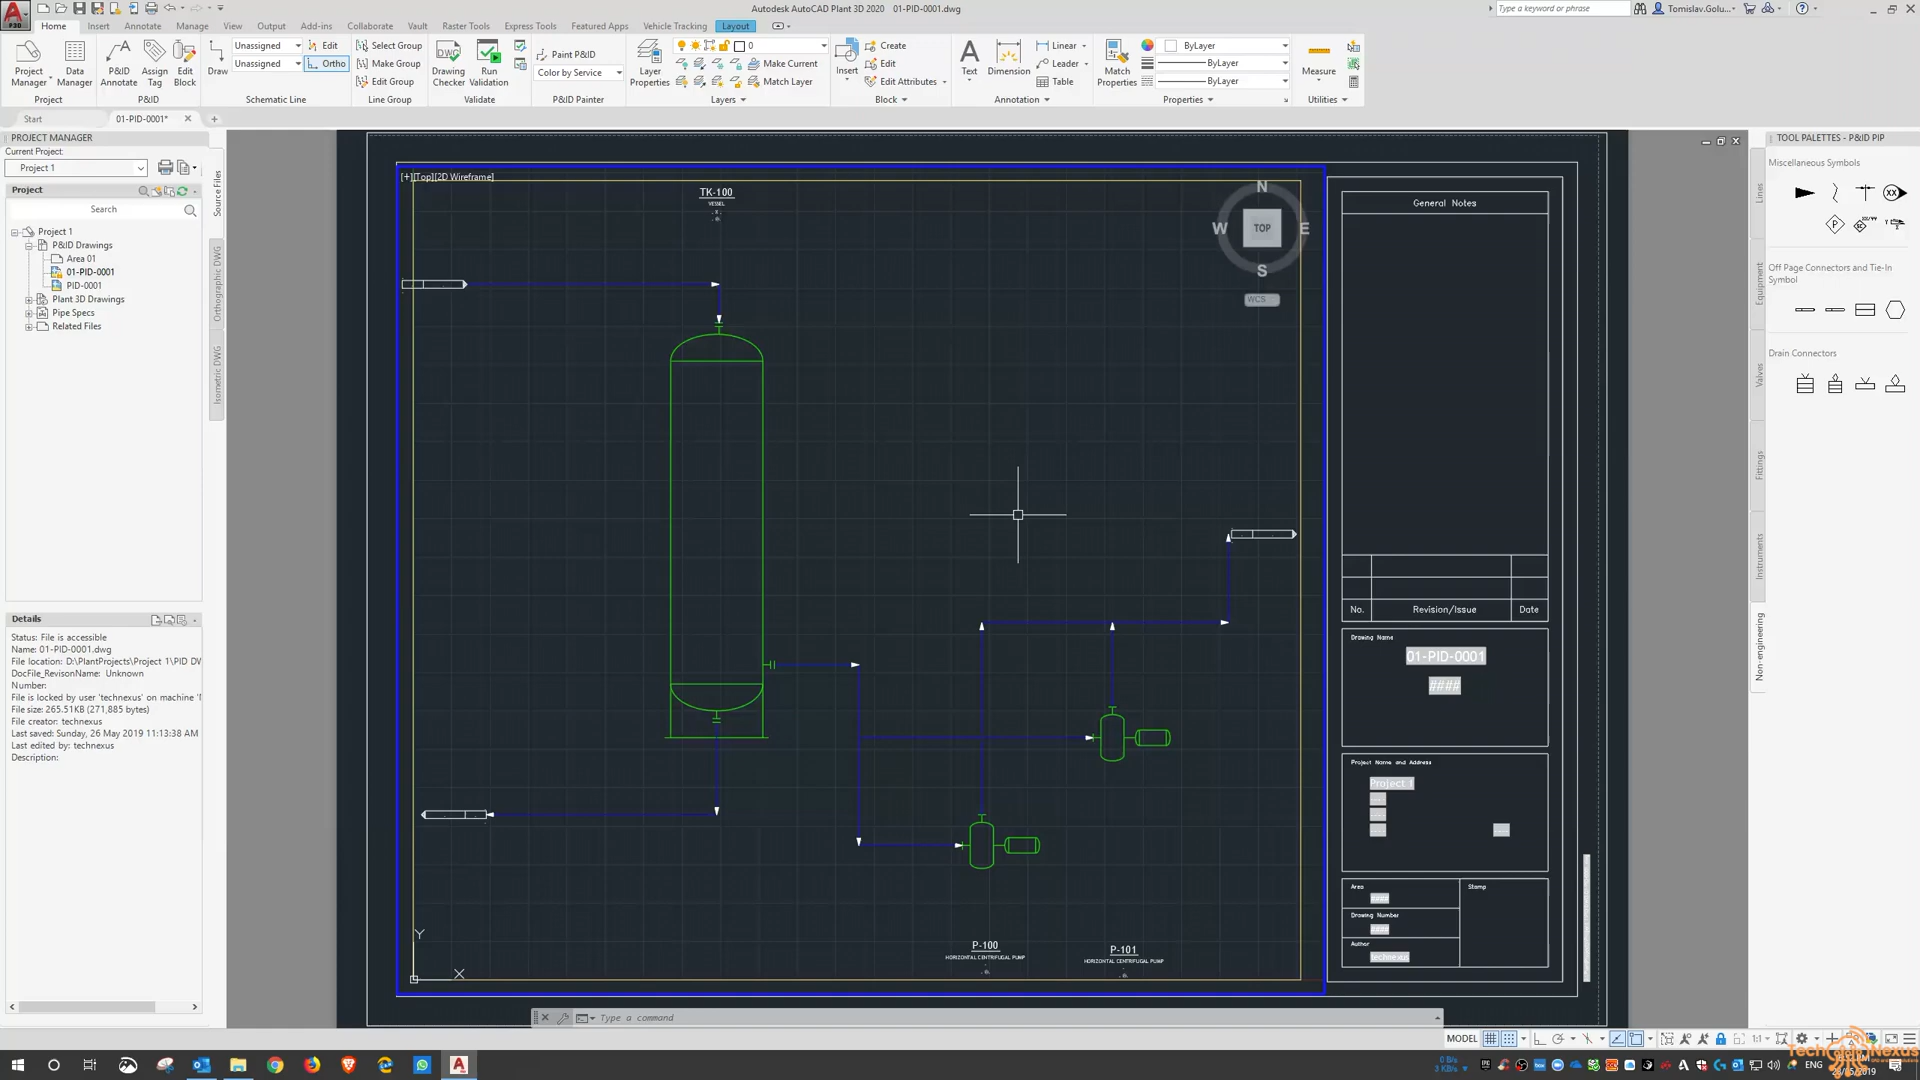 Autodesk AutoCAD Plant 3D 2020 01-PID-0001.dwg
Type a keyword or phrase
Tomislav.Golu...
Home Insert Annotate Manage View Output Add-ins Collaborate Vault Raster Tools Express Tools Featured Apps Vehicle Tracking Layout
Project Manager
Data Manager
Project
P&ID Annotate
Assign Tag
Edit Block
P&ID
Draw
Unassigned
Unassigned
Edit
Ortho
Schematic Line
Select Group
Make Group
Edit Group
Line Group
Drawing Checker
Run Validation
Validate
Paint P&ID
Color by Service
P&ID Painter
Layer Properties
0
Make Current
Match Layer
Layers
Insert
Create
Edit
Edit Attributes
Block
Text
Dimension
Linear
Leader
Table
Annotation
Match Properties
ByLayer
ByLayer
ByLayer
Properties
Measure
Utilities
Start
01-PID-0001*
PROJECT MANAGER
Current Project:
Project 1
Project
Search
Project 1
P&ID Drawings
Area 01
01-PID-0001
PID-0001
Plant 3D Drawings
Pipe Specs
Related Files
Source Files
Orthographic DWG
Isometric DWG
Details
Status: File is accessible
Name: 01-PID-0001.dwg
File location: D:\PlantProjects\Project 1\PID DW
DocFile_RevisonName: Unknown
Number:
File is locked by user 'technexus' on machine '
File size: 265.51KB (271,885 bytes)
File creator: technexus
Last saved: Sunday, 26 May 2019 11:13:38 AM
Last edited by: technexus
Description:
[+][Top][2D Wireframe]
TK-100
VESSEL
N
W TOP E
S
WCS
Y
X
P-100
HORIZONTAL CENTRIFUGAL PUMP
P-101
HORIZONTAL CENTRIFUGAL PUMP
General Notes
No. Revision/Issue Date
Drawing Name
01-PID-0001
####
Project Name and Address
Project 1
----
----
----
----
Area
####
Stamp
Drawing Number
####
Author
technexus
TOOL PALETTES - P&ID PIP
Miscellaneous Symbols
XX
P
Off Page Connectors and Tie-In Symbol
Drain Connectors
Lines
Equipment
Valves
Fittings
Instruments
Non-engineering
Type a command
MODEL
1:1
0 B/s
3 KB/s
ENG